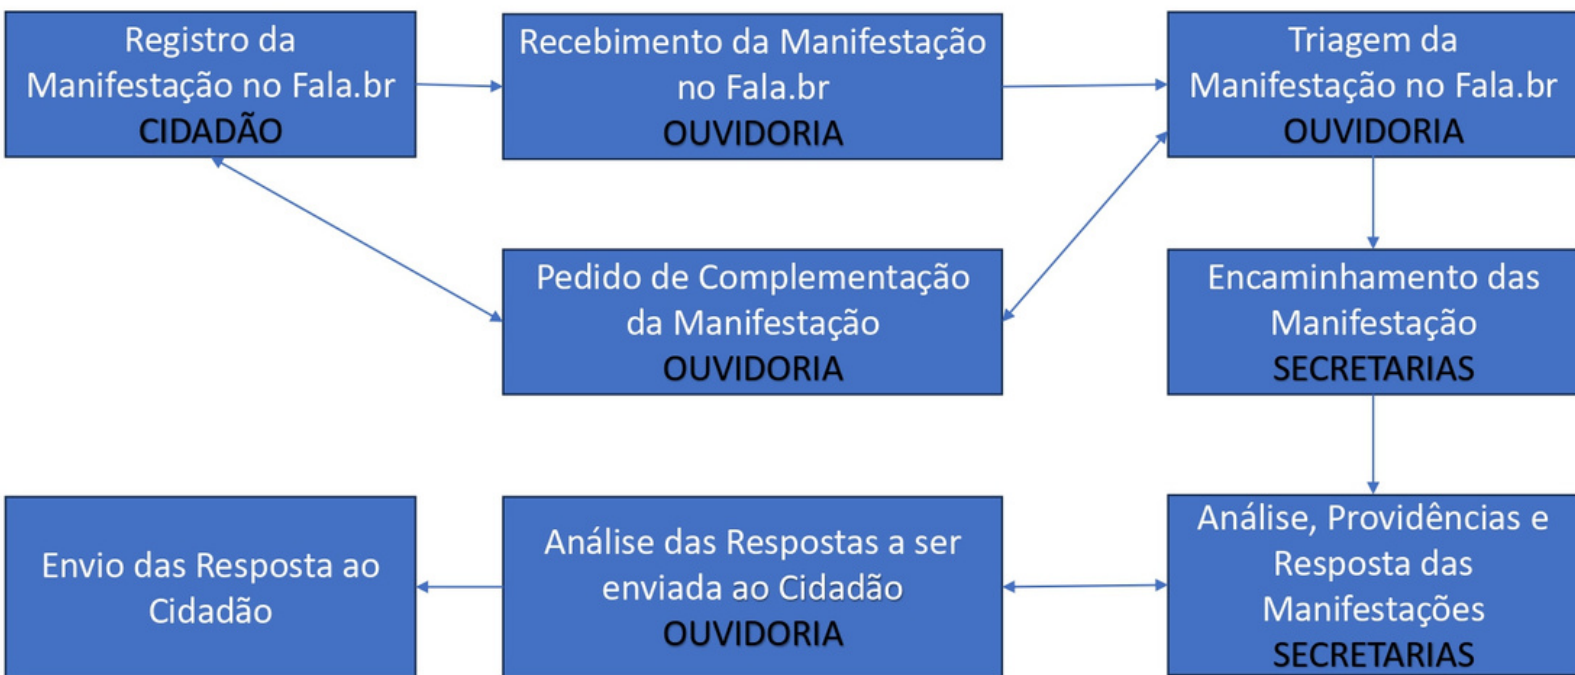 Registro da
Manifestação no Fala.br
CIDADÃO
Recebimento da Manifestação
no Fala.br
OUVIDORIA
Triagem da
Manifestação no Fala.br
OUVIDORIA
Pedido de Complementação
da Manifestação
OUVIDORIA
Encaminhamento das
Manifestação
SECRETARIAS
Envio das Resposta ao
Cidadão
Análise das Respostas a ser
enviada ao Cidadão
OUVIDORIA
Análise, Providências e
Resposta das
Manifestações
SECRETARIAS